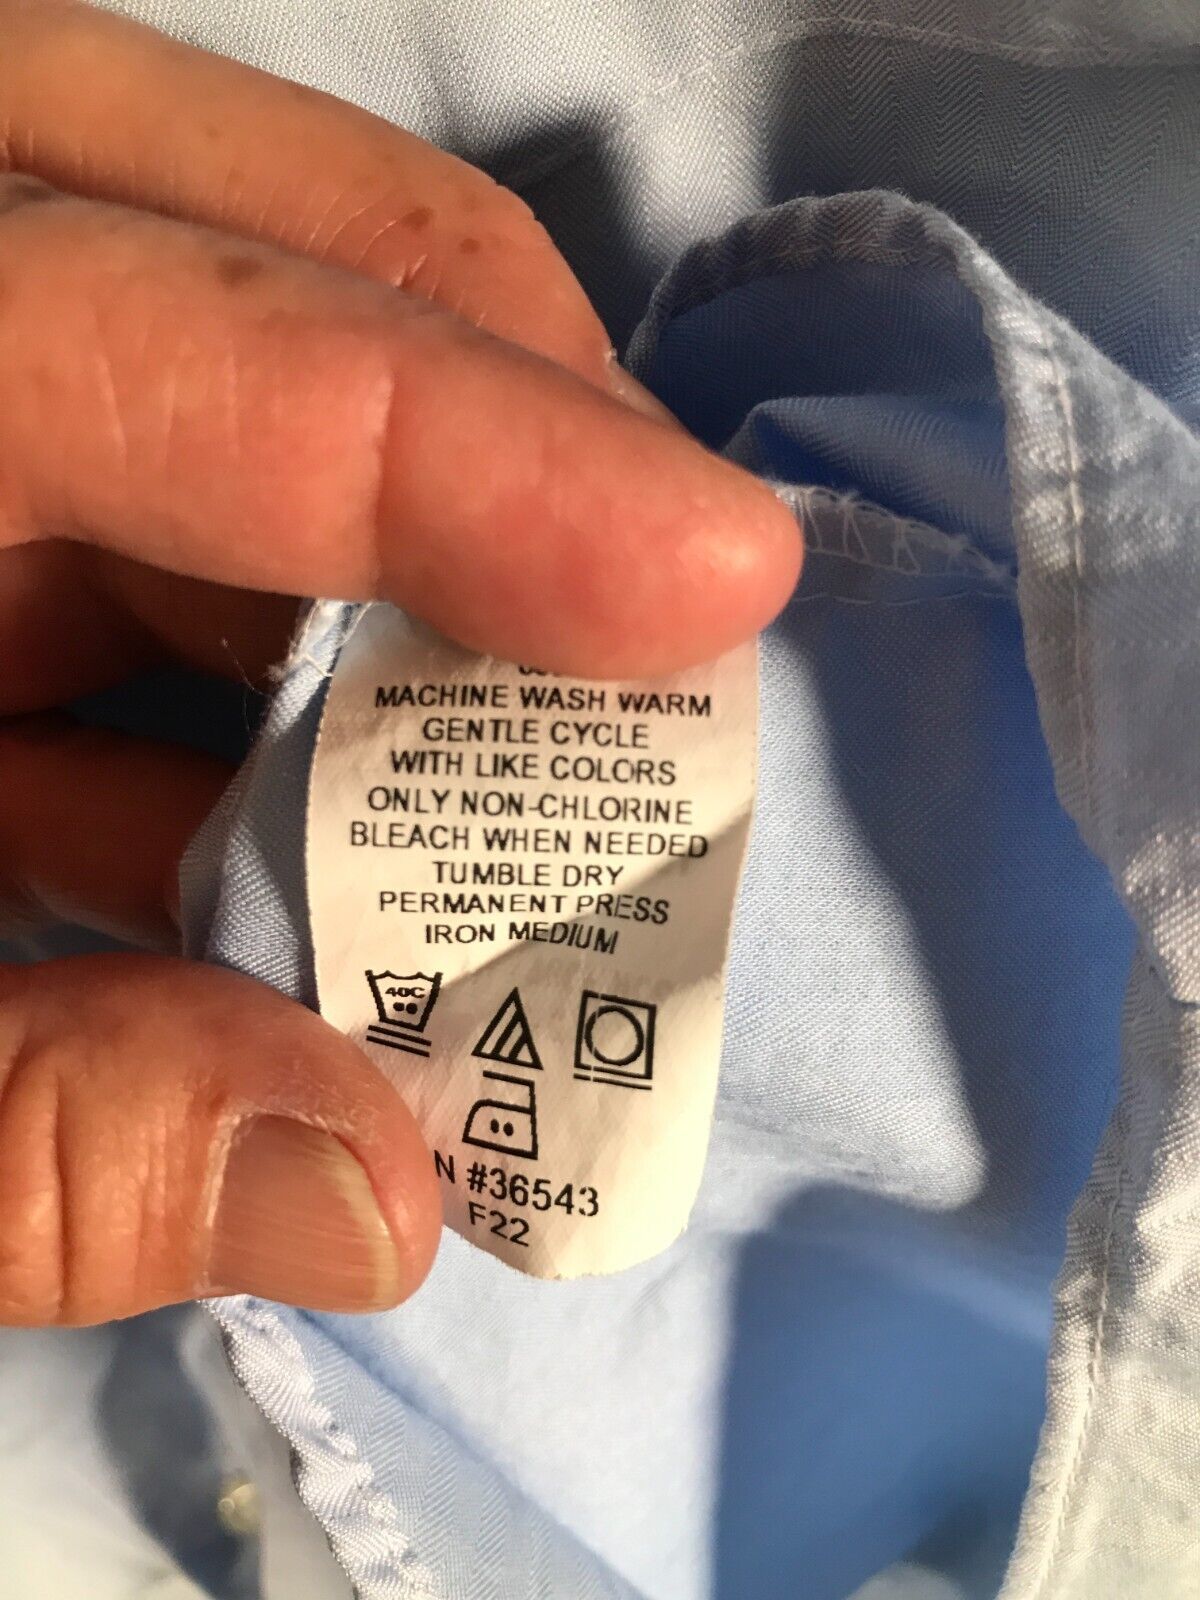 MACHINE WASH WARM
GENTLE CYCLE
WITH LIKE COLORS
ONLY NON-CHLORINE
BLEACH WHEN NEEDED
TUMBLE DRY
PERMANENT PRESS
IRON MEDIUM
40C
N #36543
F22